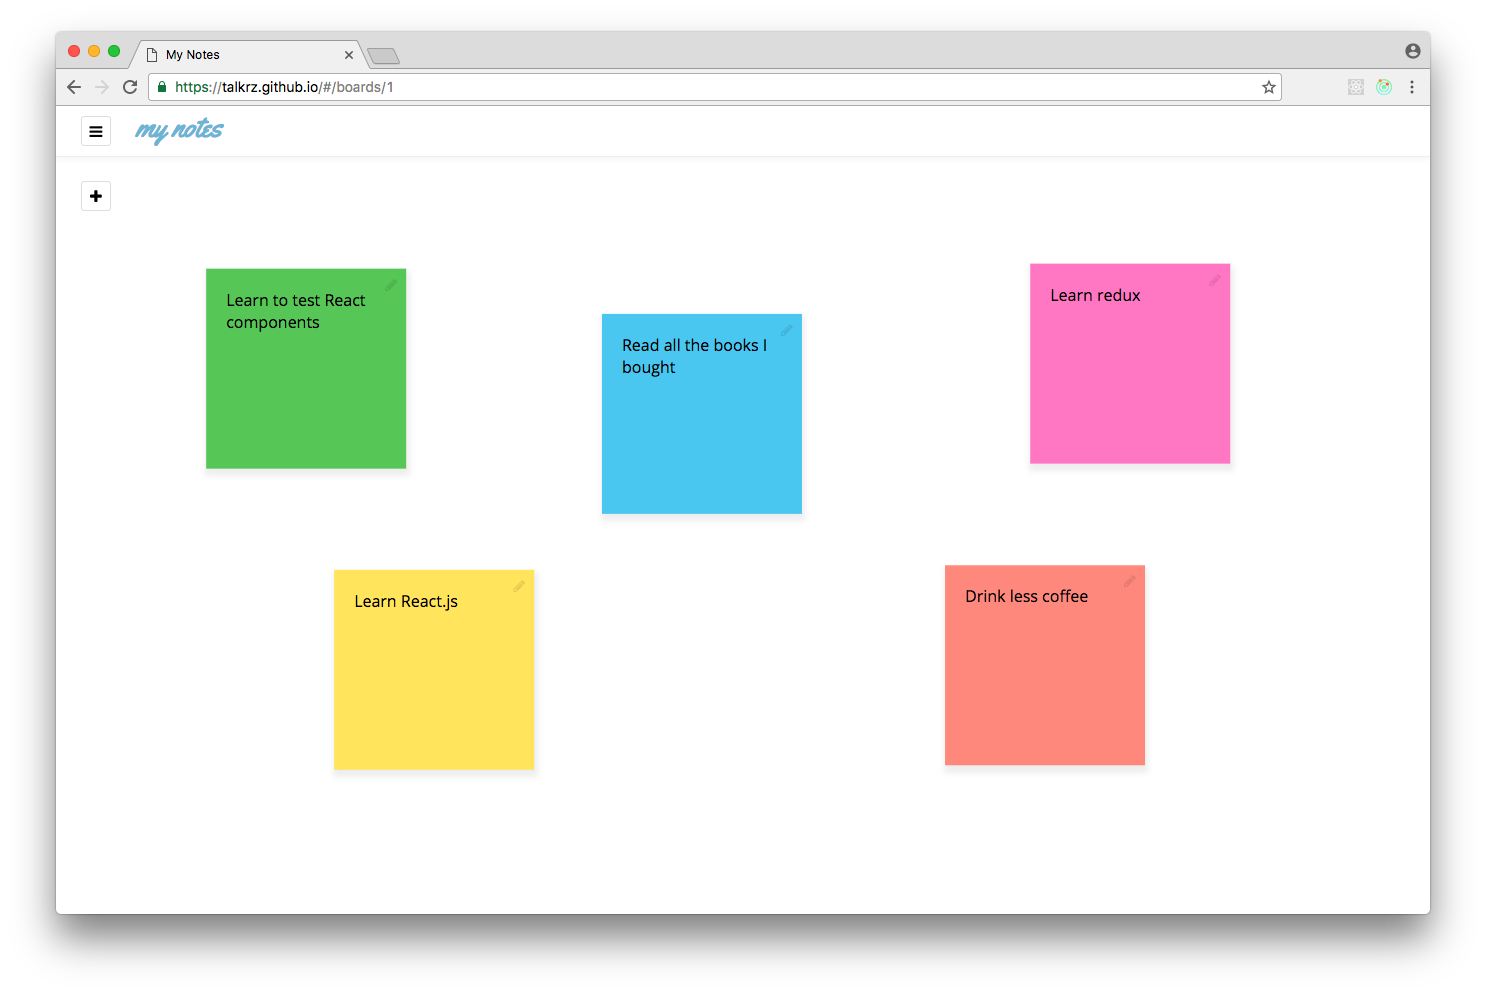 My Notes
https://talkrz.github.io/#/boards/1
my notes
Learn to test React
components
Read all the books I
bought
Learn redux
Learn React.js
Drink less coffee